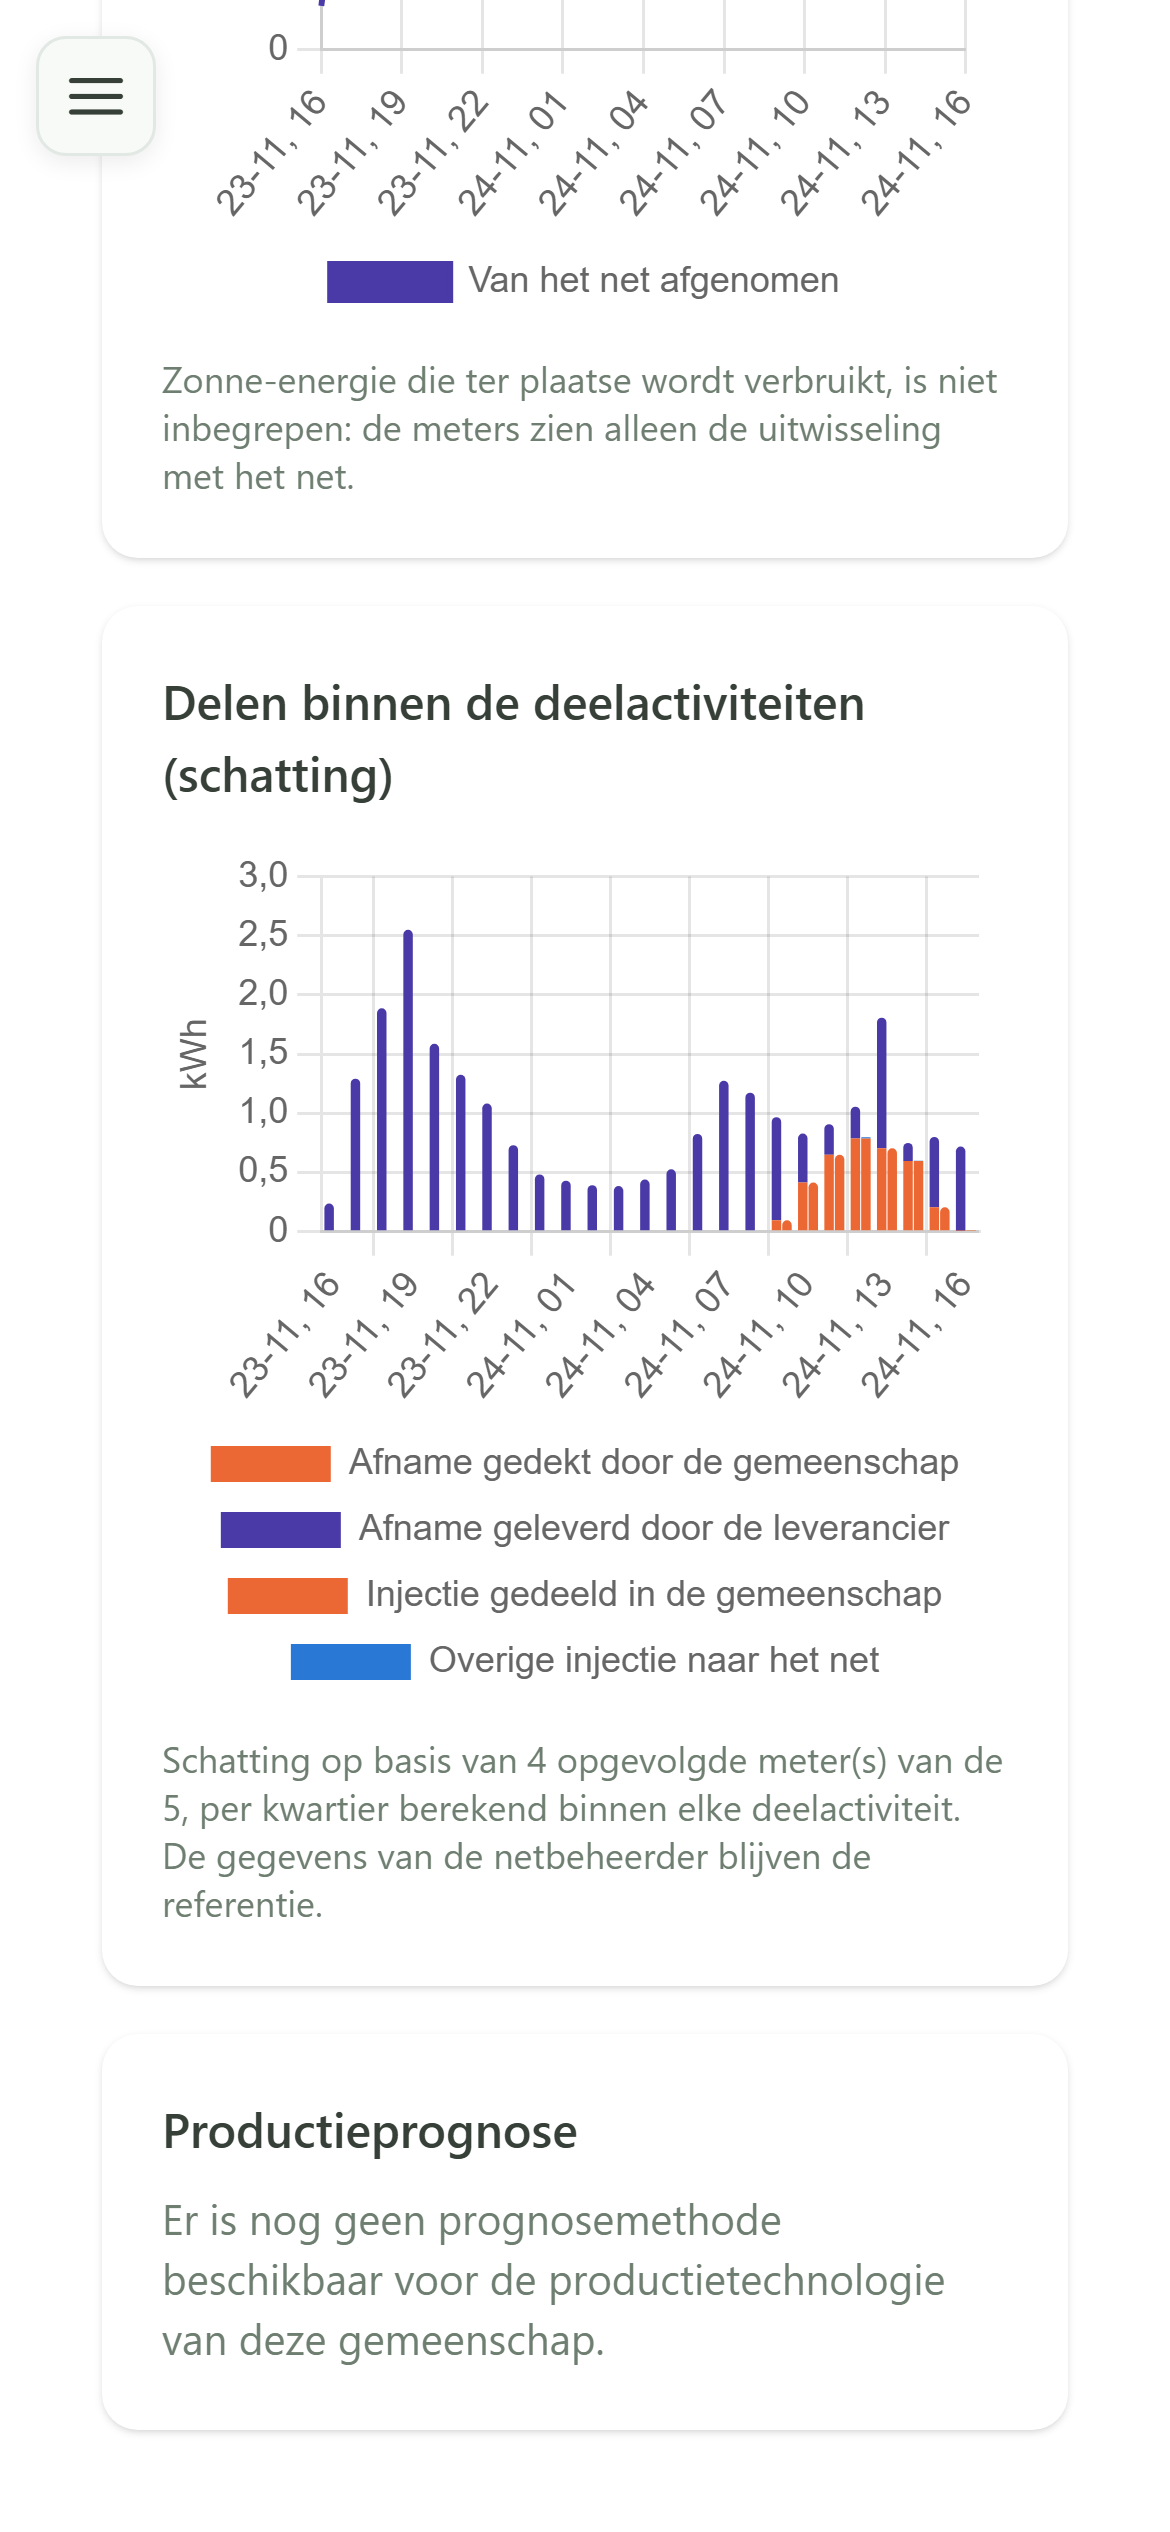 0
23-11, 16
23-11, 19
23-11, 22
24-11, 01
24-11, 04
24-11, 07
24-11, 10
24-11, 13
24-11, 16
Van het net afgenomen
Zonne-energie die ter plaatse wordt verbruikt, is niet
inbegrepen: de meters zien alleen de uitwisseling
met het net.
Delen binnen de deelactiviteiten
(schatting)
3,0
2,5
2,0
1,5
1,0
0,5
0
kWh
23-11, 16
23-11, 19
23-11, 22
24-11, 01
24-11, 04
24-11, 07
24-11, 10
24-11, 13
24-11, 16
Afname gedekt door de gemeenschap
Afname geleverd door de leverancier
Injectie gedeeld in de gemeenschap
Overige injectie naar het net
Schatting op basis van 4 opgevolgde meter(s) van de
5, per kwartier berekend binnen elke deelactiviteit.
De gegevens van de netbeheerder blijven de
referentie.
Productieprognose
Er is nog geen prognosemethode
beschikbaar voor de productietechnologie
van deze gemeenschap.